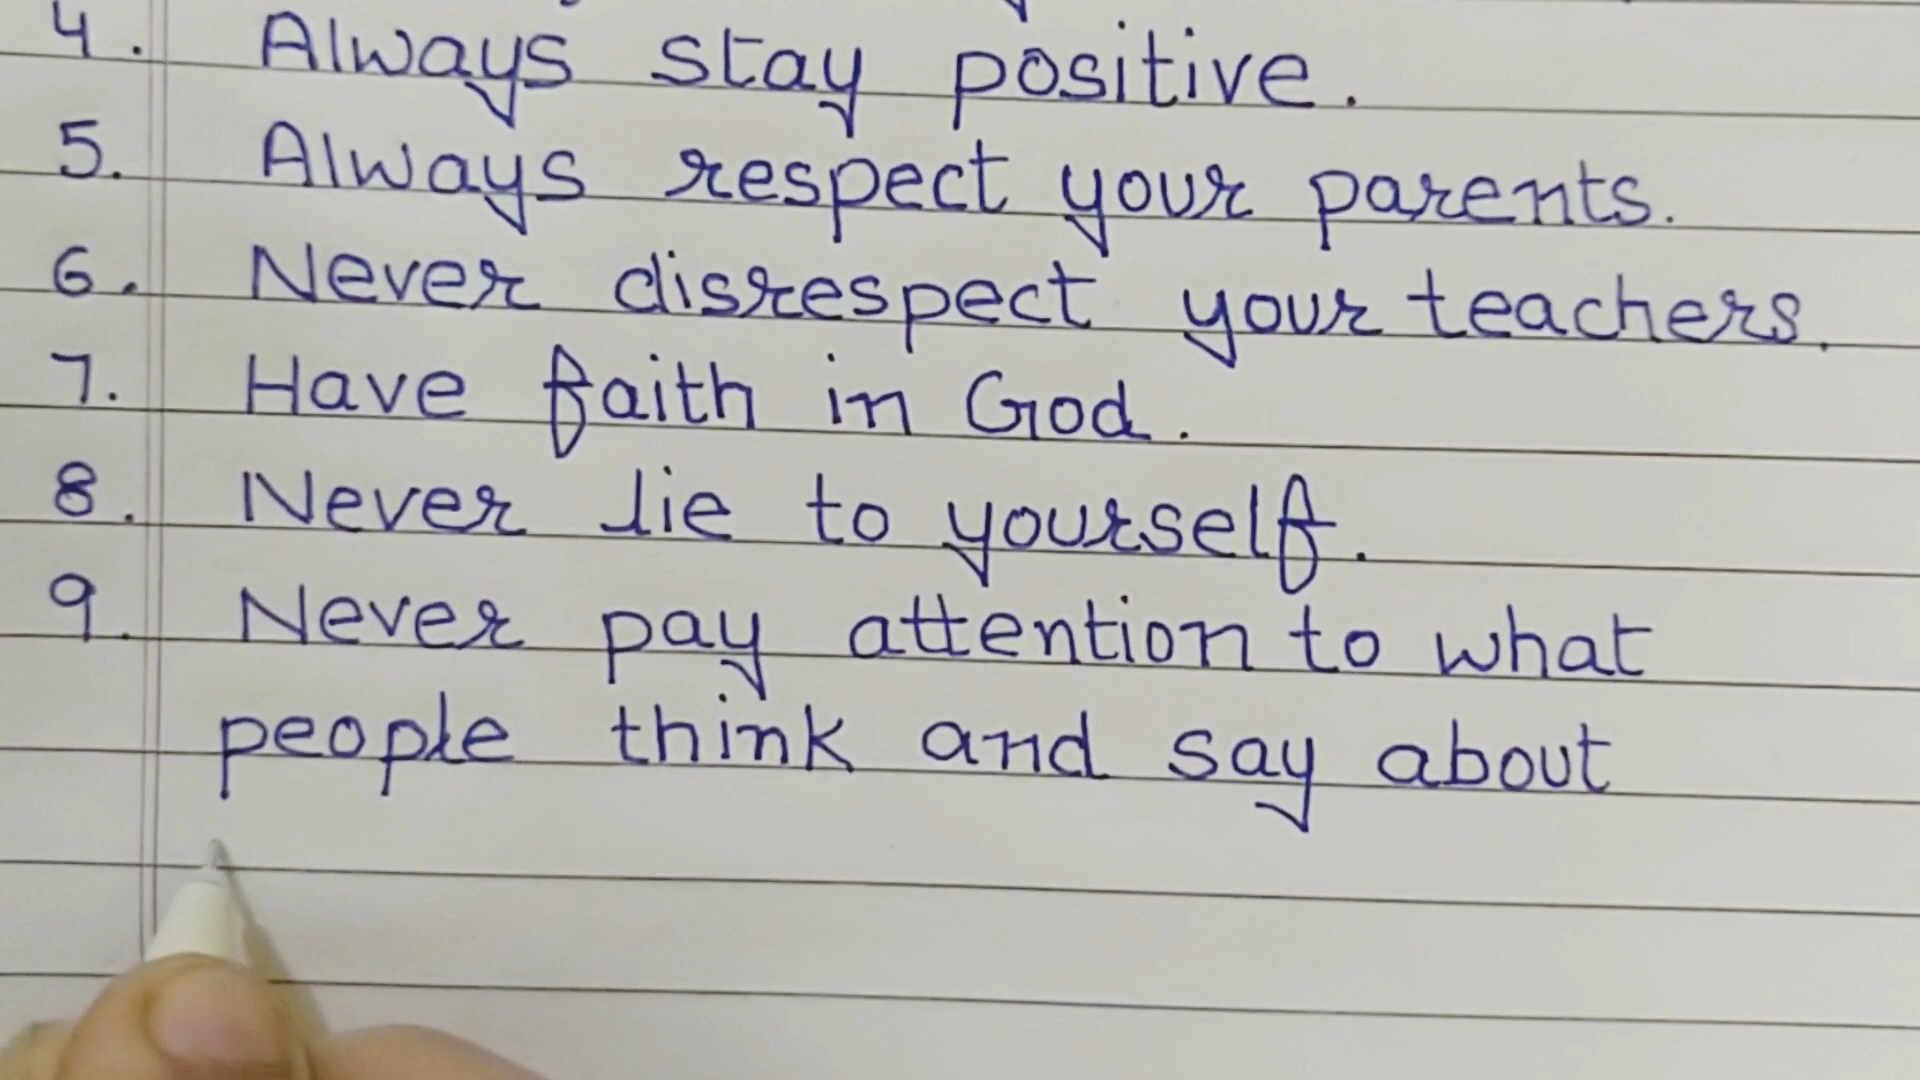 4. Always stay positive.
5. Always respect your parents.
6. Never disrespect your teachers.
7. Have faith in God.
8. Never lie to yourself.
9. Never pay attention to what
people think and say about